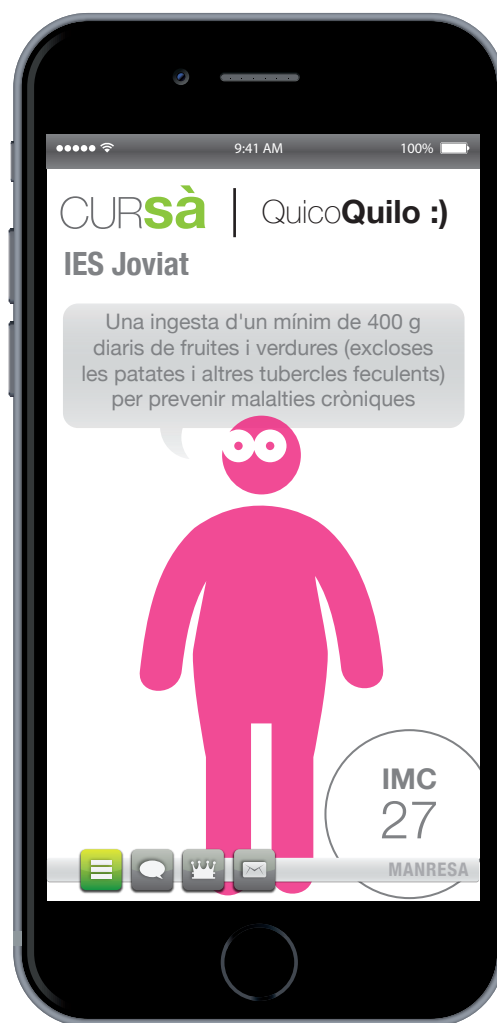 9:41 AM
100%
CURsà | QuicoQuilo :)
IES Joviat
Una ingesta d'un mínim de 400 g
diaris de fruites i verdures (excloses
les patates i altres tubercles feculents)
per prevenir malalties cròniques
IMC
27
MANRESA